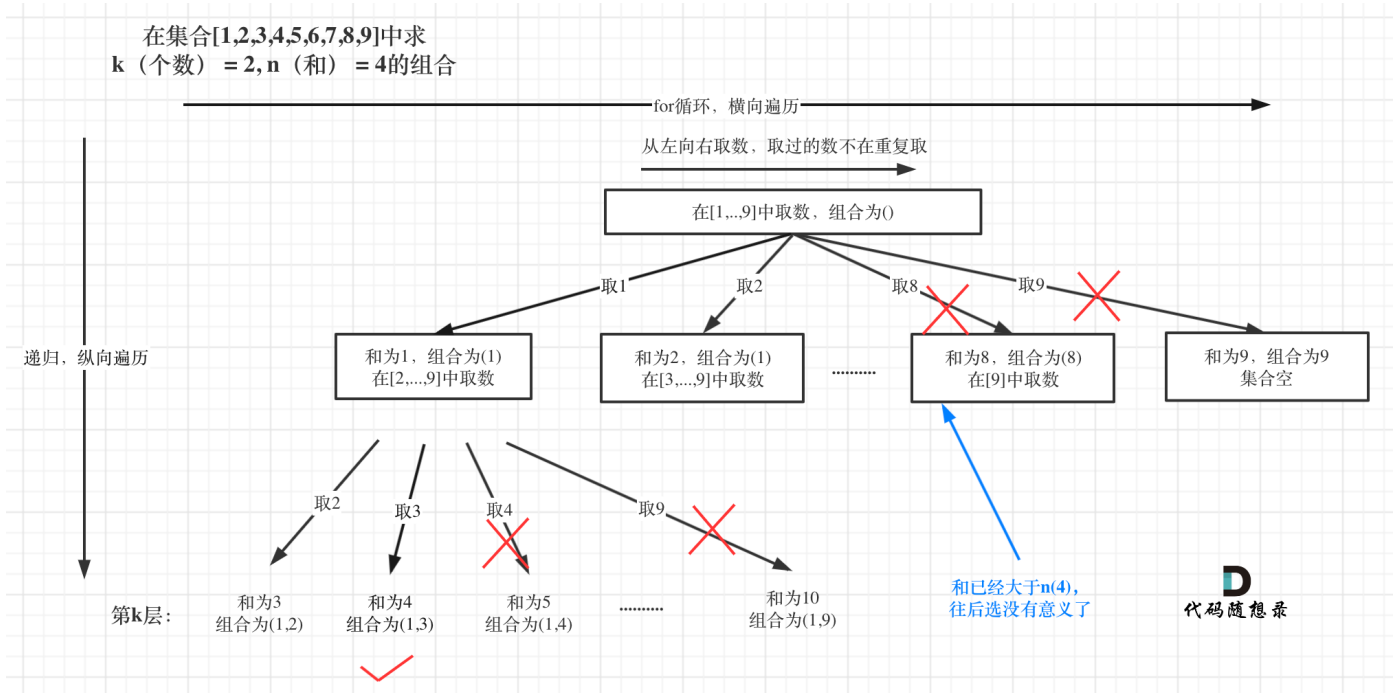 在集合[1,2,3,4,5,6,7,8,9]中求
k（个数）= 2, n（和）= 4的组合
for循环，横向遍历
从左向右取数，取过的数不在重复取
在[1,..,9]中取数，组合为()
取1
取2
取8
取9
递归，纵向遍历
和为1，组合为(1)
在[2,...,9]中取数
和为2，组合为(1)
在[3,...,9]中取数
..........
和为8，组合为(8)
在[9]中取数
和为9，组合为9
集合空
取2
取3
取4
取9
第k层：
和为3
组合为(1,2)
和为4
组合为(1,3)
和为5
组合为(1,4)
..........
和为10
组合为(1,9)
和已经大于n(4)，
往后选没有意义了
代码随想录